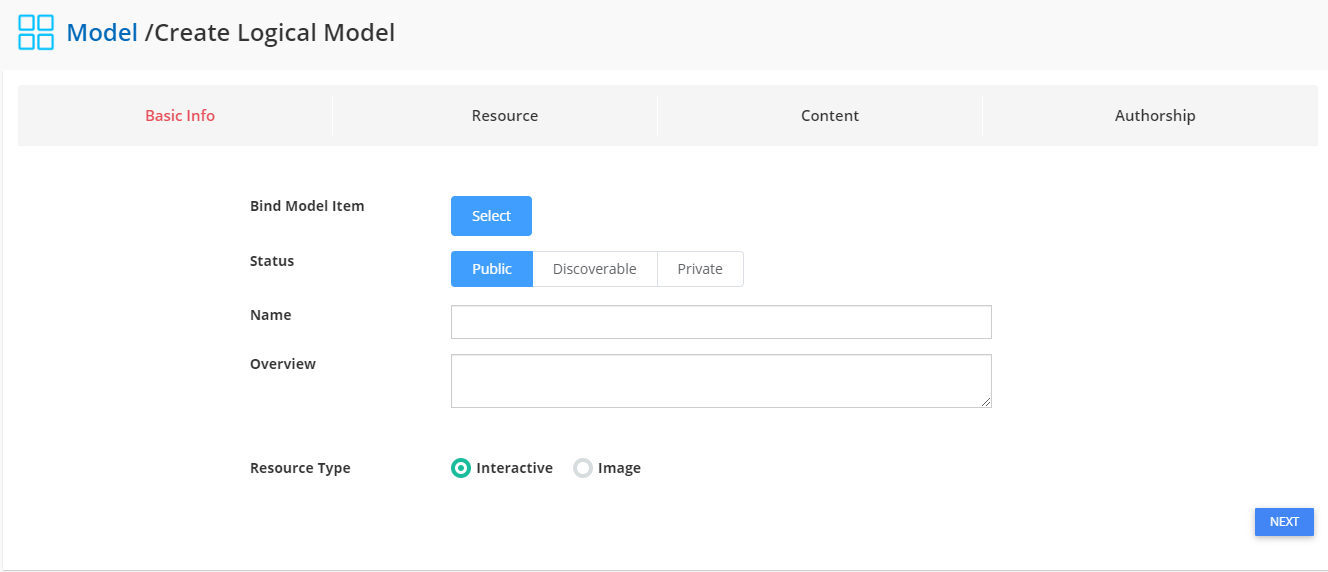 Model /Create Logical Model
Basic Info Resource Content Authorship
Bind Model Item Select
Status Public Discoverable Private
Name
Overview
Resource Type Interactive Image
NEXT